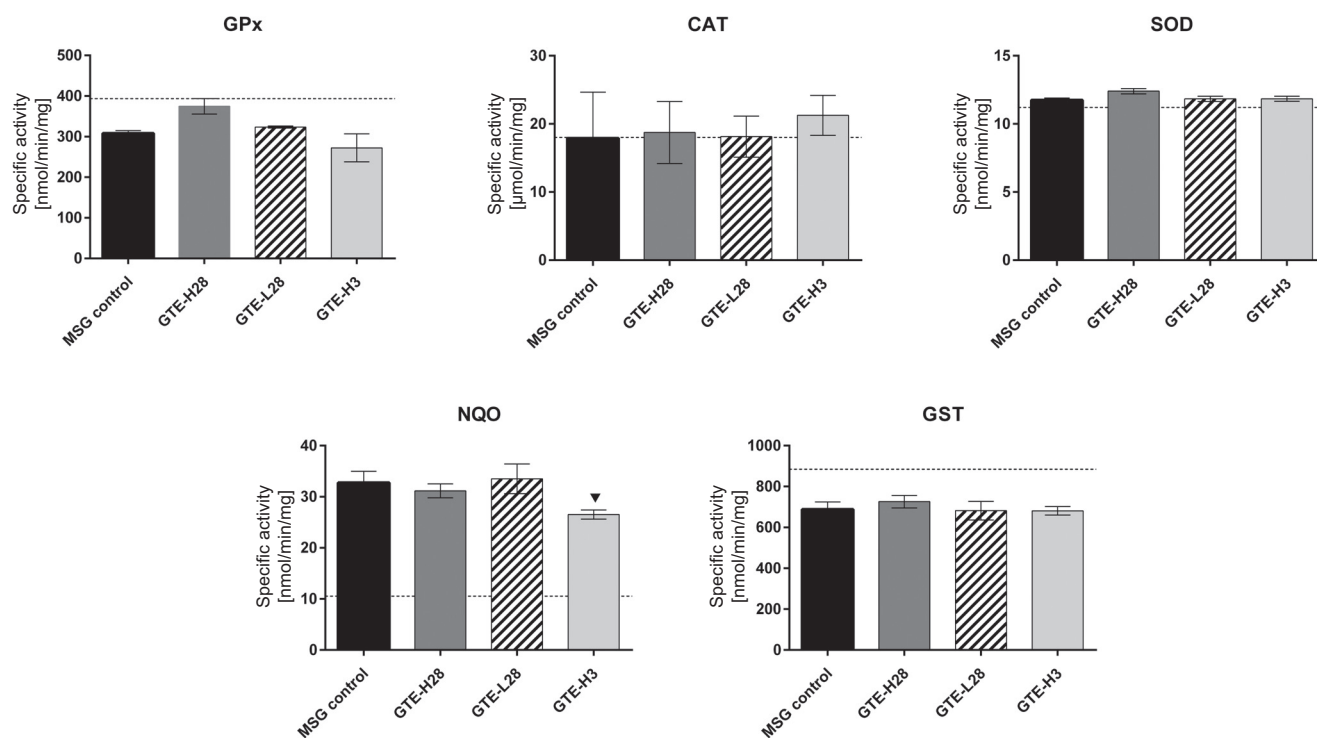 GPx
Specific activity
[nmol/min/mg]
500
400
300
200
100
0
MSG control
GTE-H28
GTE-L28
GTE-H3
CAT
Specific activity
[µmol/min/mg]
30
20
10
0
MSG control
GTE-H28
GTE-L28
GTE-H3
SOD
Specific activity
[nmol/min/mg]
15
10
5
0
MSG control
GTE-H28
GTE-L28
GTE-H3
NQO
Specific activity
[nmol/min/mg]
40
30
20
10
0
MSG control
GTE-H28
GTE-L28
GTE-H3
GST
Specific activity
[nmol/min/mg]
1000
800
600
400
200
0
MSG control
GTE-H28
GTE-L28
GTE-H3